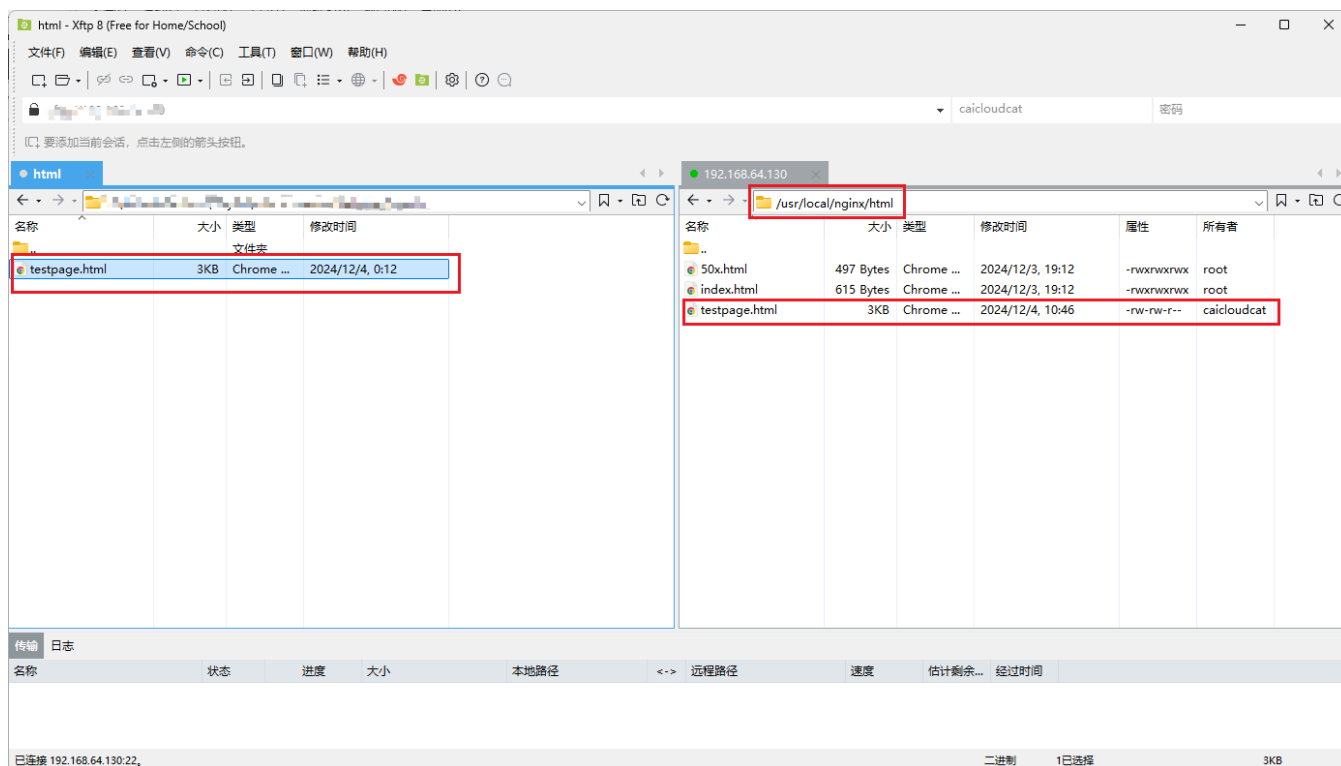 html - Xftp 8 (Free for Home/School)
文件(F) 编辑(E) 查看(V) 命令(C) 工具(T) 窗口(W) 帮助(H)
caicloudcat 密码
要添加当前会话，点击左侧的箭头按钮。
html 192.168.64.130
/usr/local/nginx/html
名称 大小 类型 修改时间 名称 大小 类型 修改时间 属性 所有者
.. 文件夹 ..
testpage.html 3KB Chrome ... 2024/12/4, 0:12 50x.html 497 Bytes Chrome ... 2024/12/3, 19:12 -rwxrwxrwx root
index.html 615 Bytes Chrome ... 2024/12/3, 19:12 -rwxrwxrwx root
testpage.html 3KB Chrome ... 2024/12/4, 10:46 -rw-rw-r-- caicloudcat
传输 日志
名称 状态 进度 大小 本地路径 <-> 远程路径 速度 估计剩余... 经过时间
已连接 192.168.64.130:22。 二进制 1已选择 3KB